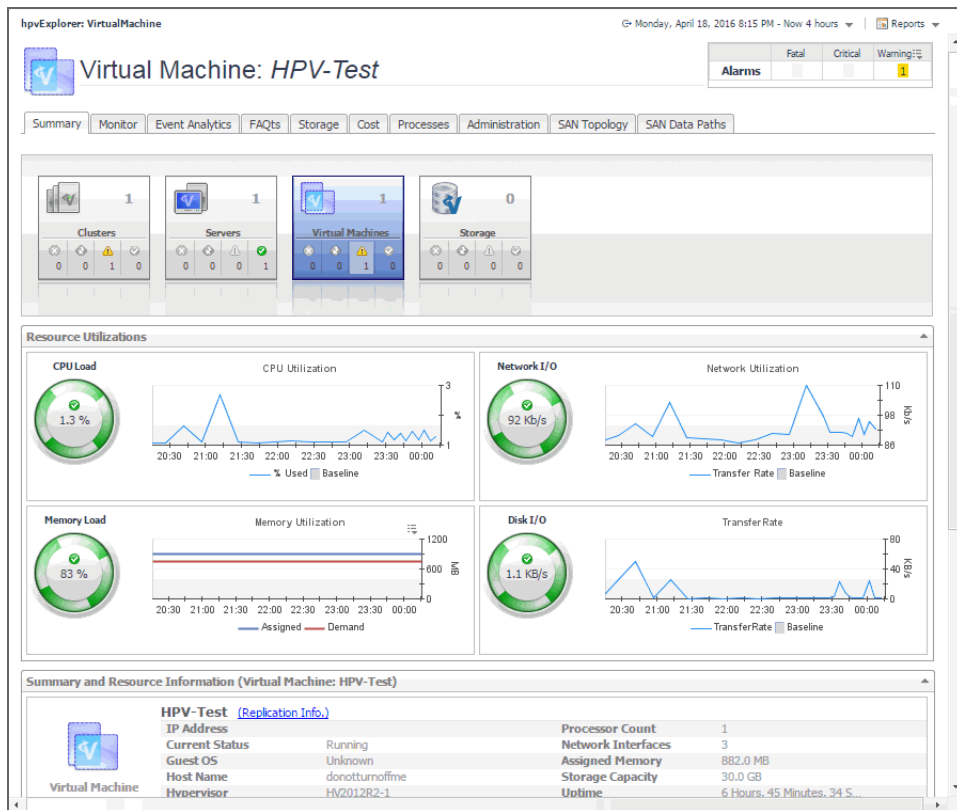 hpvExplorer: VirtualMachine
Monday, April 18, 2016 8:15 PM - Now 4 hours | Reports
Virtual Machine: HPV-Test
Fatal Critical Warning
Alarms 1
Summary Monitor Event Analytics FAQts Storage Cost Processes Administration SAN Topology SAN Data Paths
1 1 1 0
Clusters Servers Virtual Machines Storage
0 0 1 0 0 0 0 1 0 0 1 0 0 0 0 0
Resource Utilizations
CPU Load
1.3 %
CPU Utilization
3
%
1
20:30 21:00 21:30 22:00 22:30 23:00 23:30 00:00
% Used Baseline
Network I/O
92 Kb/s
Network Utilization
110
98
Kb/s
86
20:30 21:00 21:30 22:00 22:30 23:00 23:30 00:00
Transfer Rate Baseline
Memory Load
83 %
Memory Utilization
1200
600
MB
0
20:30 21:00 21:30 22:00 22:30 23:00 23:30 00:00
Assigned Demand
Disk I/O
1.1 KB/s
TransferRate
80
40
KB/s
0
20:30 21:00 21:30 22:00 22:30 23:00 23:30 00:00
TransferRate Baseline
Summary and Resource Information (Virtual Machine: HPV-Test)
Virtual Machine
HPV-Test (Replication Info.)
IP Address Processor Count 1
Current Status Running Network Interfaces 3
Guest OS Unknown Assigned Memory 882.0 MB
Host Name donotturnoffme Storage Capacity 30.0 GB
Hypervisor HV2012R2-1 Uptime 6 Hours, 45 Minutes, 34 S...